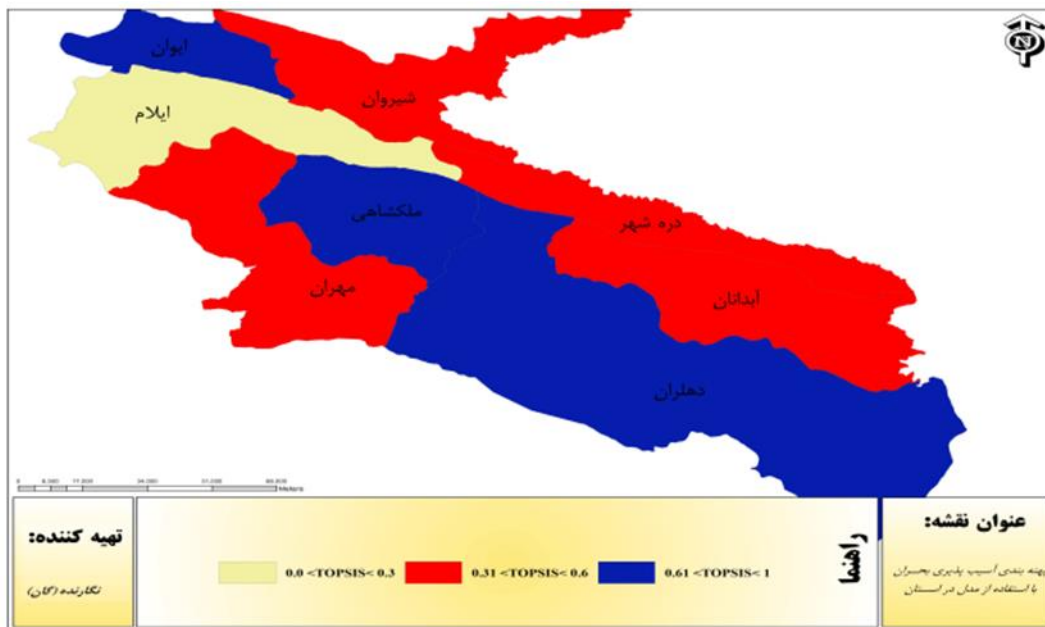 N
ایوان
شیروان
ایلام
ملکشاهی
دره شهر
مهران
آبدانان
دهلران
عنوان نقشه:
پهنه بندی آسیب پذیری بحران
با استفاده از مدل در استان
راهنما
0.0 <TOPSIS< 0.3
0.31 <TOPSIS< 0.6
0.61 <TOPSIS< 1
تهیه کننده:
نگارنده (گان)